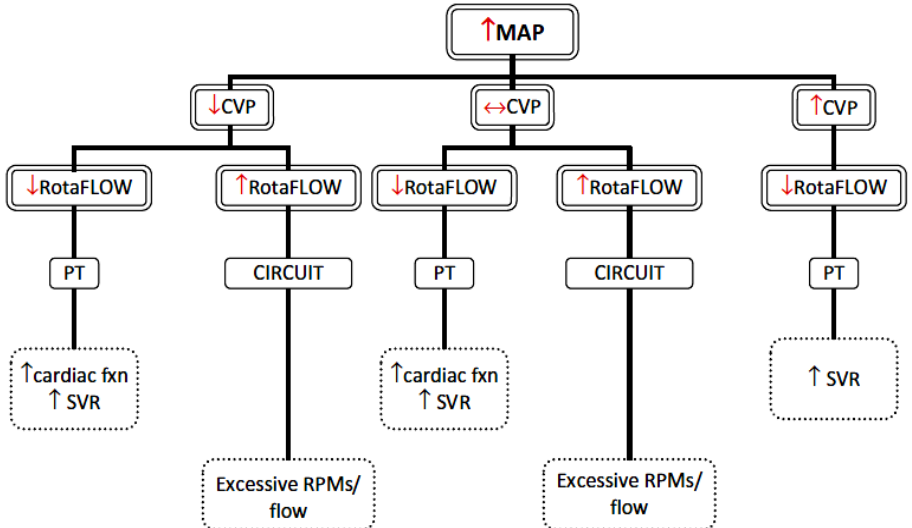 ↑MAP
↓CVP
↔CVP
↑CVP
↓RotaFLOW
↑RotaFLOW
↓RotaFLOW
↑RotaFLOW
↓RotaFLOW
PT
CIRCUIT
PT
CIRCUIT
PT
↑cardiac fxn
↑ SVR
↑cardiac fxn
↑ SVR
↑ SVR
Excessive RPMs/
flow
Excessive RPMs/
flow